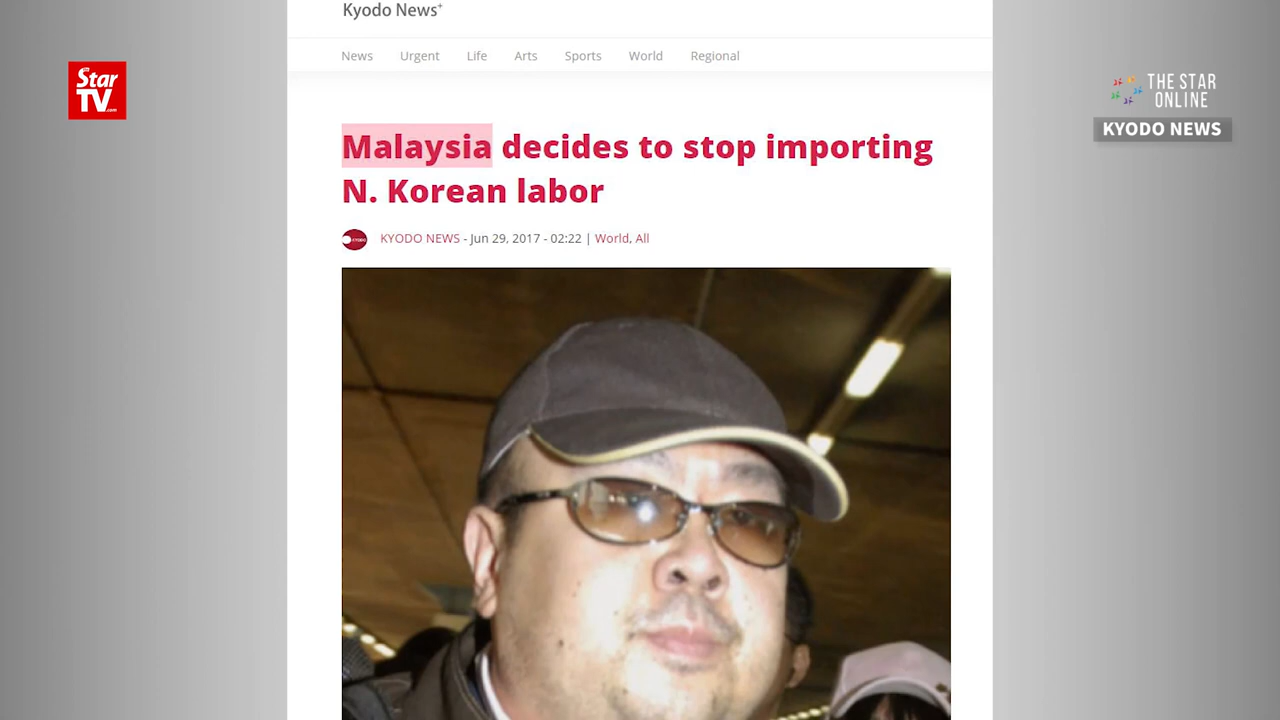 Kyodo News+
News Urgent Life Arts Sports World Regional
Star
TV.com
THE STAR
ONLINE
KYODO NEWS
Malaysia decides to stop importing
N. Korean labor
KYODO NEWS - Jun 29, 2017 - 02:22 | World, All